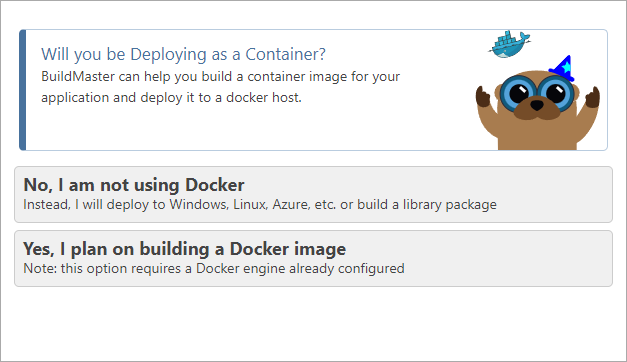 Will you be Deploying as a Container?
BuildMaster can help you build a container image for your
application and deploy it to a docker host.
No, I am not using Docker
Instead, I will deploy to Windows, Linux, Azure, etc. or build a library package
Yes, I plan on building a Docker image
Note: this option requires a Docker engine already configured